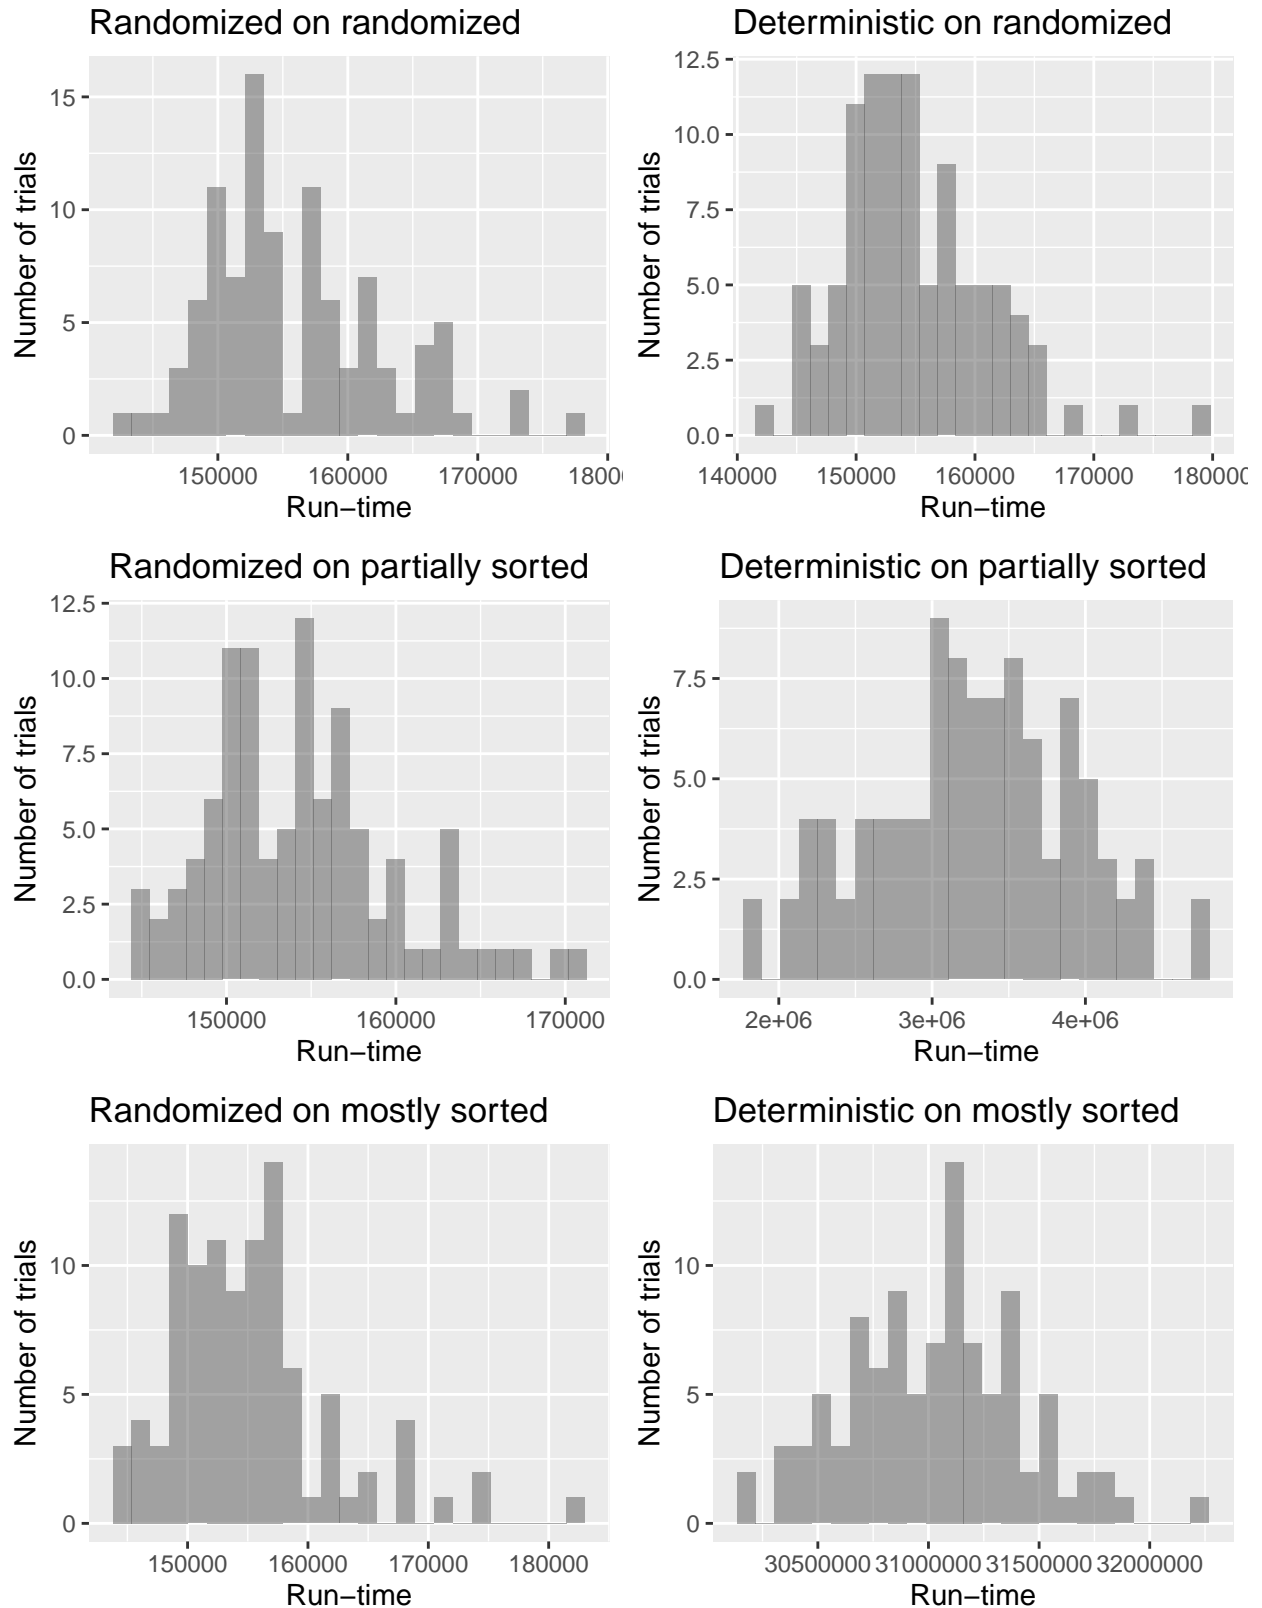 Randomized on randomized
15
10
5
0
Number of trials
150000 160000 170000 1800
Run−time
Deterministic on randomized
12.5
10.0
7.5
5.0
2.5
0.0
Number of trials
140000 150000 160000 170000 180000
Run−time
Randomized on partially sorted
12.5
10.0
7.5
5.0
2.5
0.0
Number of trials
150000 160000 170000
Run−time
Deterministic on partially sorted
7.5
5.0
2.5
0.0
Number of trials
2e+06 3e+06 4e+06
Run−time
Randomized on mostly sorted
10
5
0
Number of trials
150000 160000 170000 180000
Run−time
Deterministic on mostly sorted
10
5
0
Number of trials
30500000 31000000 31500000 32000000
Run−time